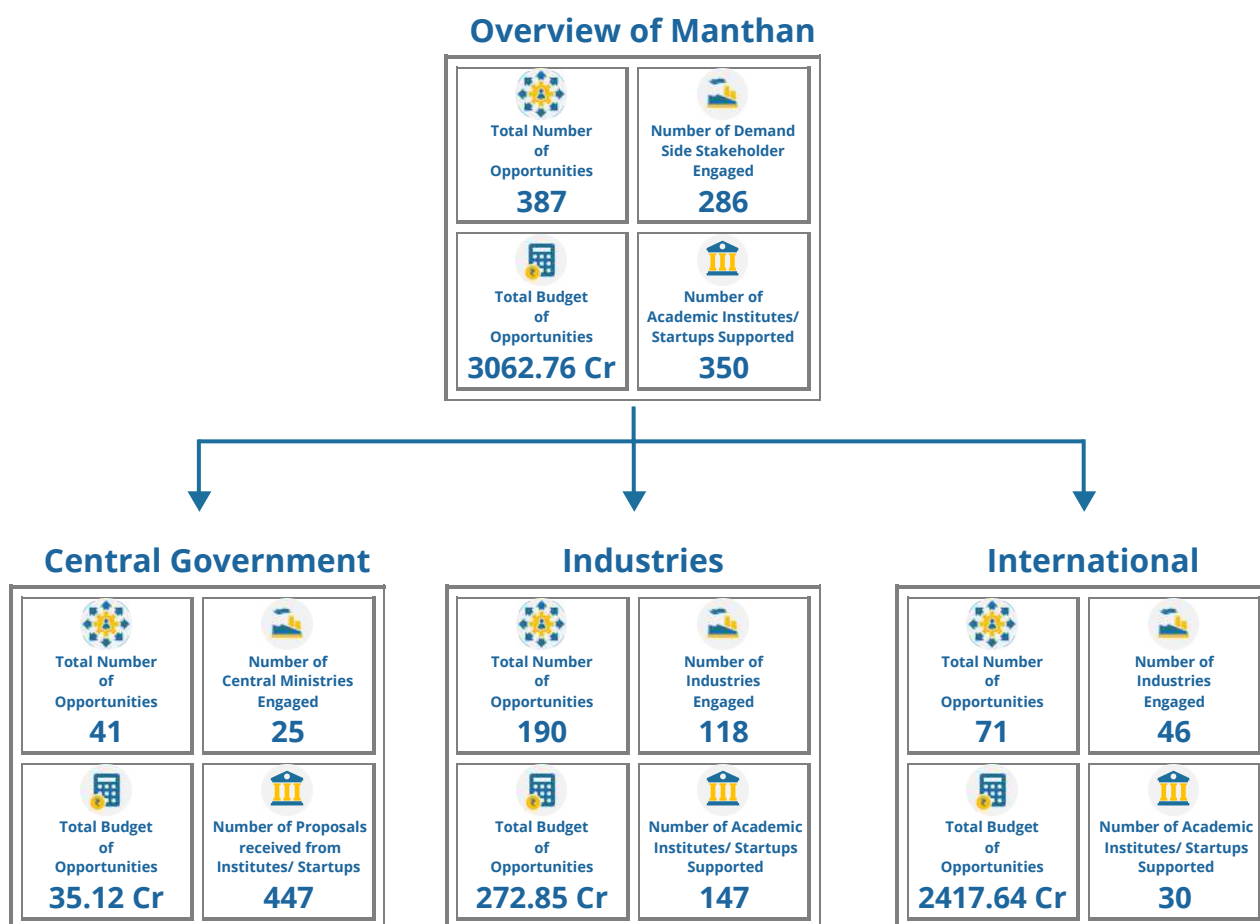 Overview of Manthan
Total Number
of
Opportunities
387
Number of Demand
Side Stakeholder
Engaged
286
Total Budget
of
Opportunities
3062.76 Cr
Number of
Academic Institutes/
Startups Supported
350
Central Government
Total Number
of
Opportunities
41
Number of
Central Ministries
Engaged
25
Total Budget
of
Opportunities
35.12 Cr
Number of Proposals
received from
Institutes/ Startups
447
Industries
Total Number
of
Opportunities
190
Number of
Industries
Engaged
118
Total Budget
of
Opportunities
272.85 Cr
Number of Academic
Institutes/ Startups
Supported
147
International
Total Number
of
Opportunities
71
Number of
Industries
Engaged
46
Total Budget
of
Opportunities
2417.64 Cr
Number of Academic
Institutes/ Startups
Supported
30